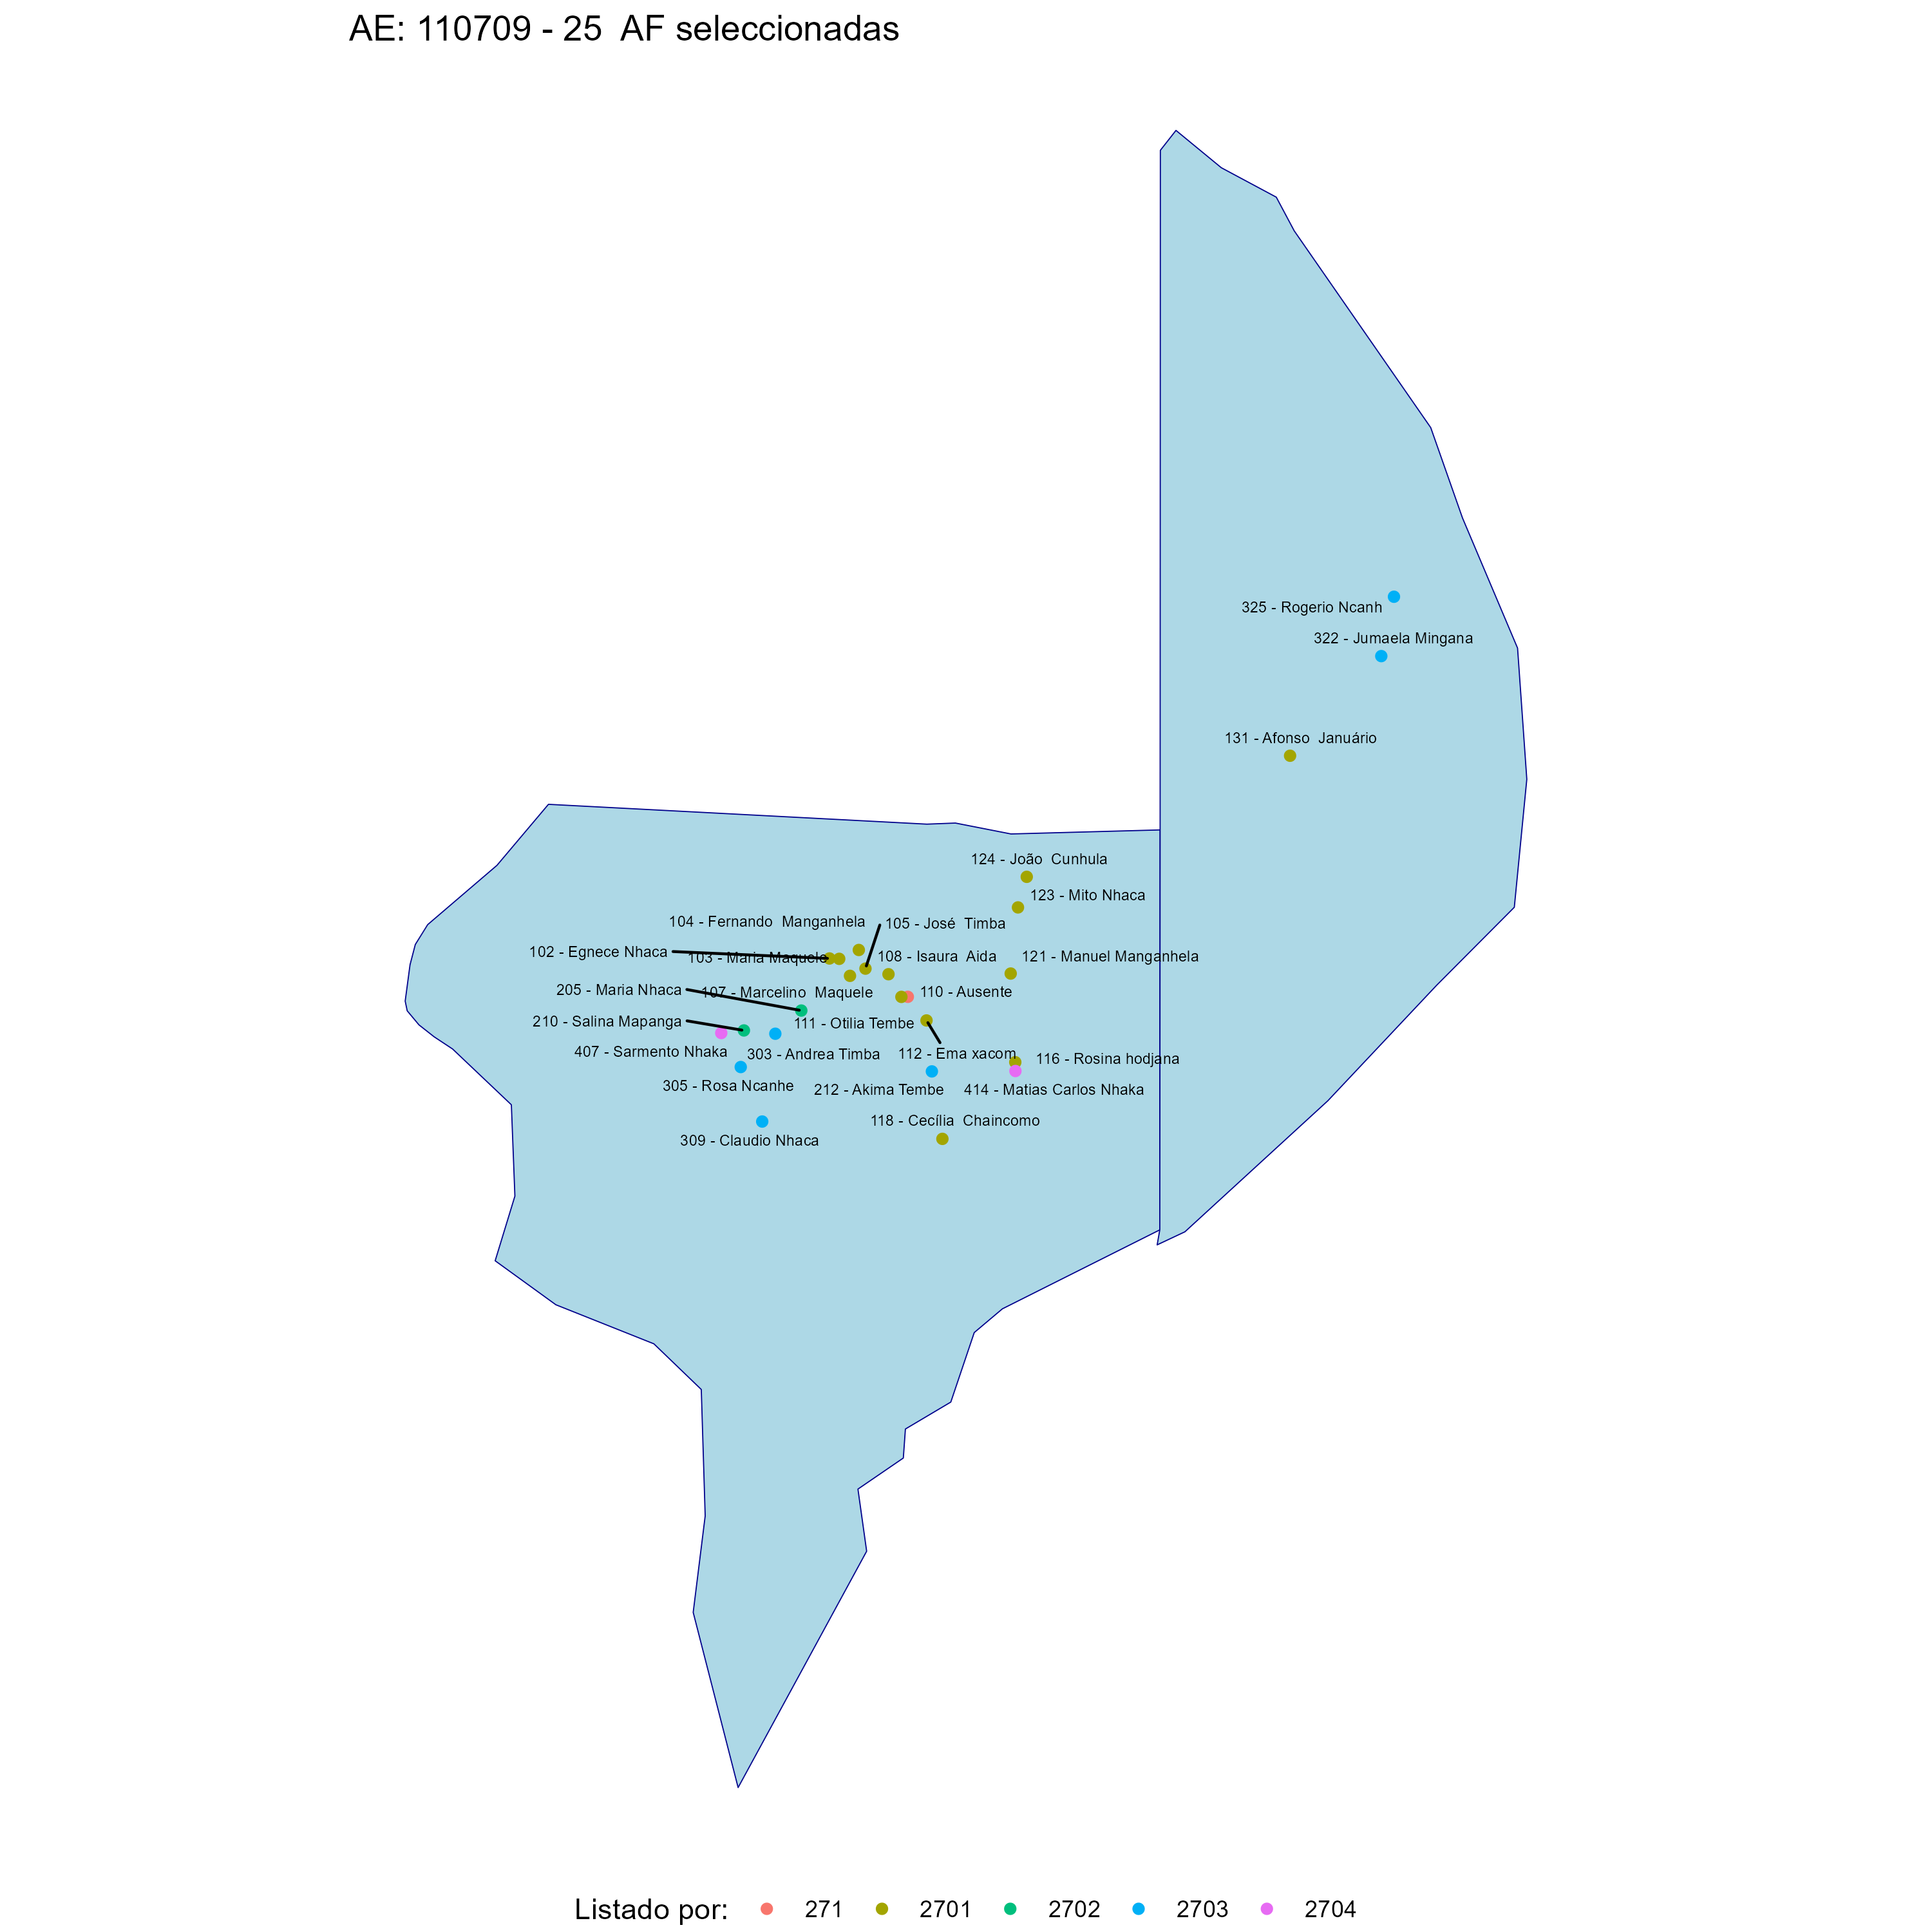 AE: 110709 - 25  AF seleccionadas
325 - Rogerio Ncanh
322 - Jumaela Mingana
131 - Afonso  Januário
124 - João  Cunhula
123 - Mito Nhaca
104 - Fernando  Manganhela
105 - José  Timba
102 - Egnece Nhaca
103 - Maria Maquele
108 - Isaura  Aida
121 - Manuel Manganhela
205 - Maria Nhaca
107 - Marcelino  Maquele
110 - Ausente
210 - Salina Mapanga
111 - Otilia Tembe
407 - Sarmento Nhaka
303 - Andrea Timba
112 - Ema xacom
116 - Rosina hodjana
305 - Rosa Ncanhe
212 - Akima Tembe
414 - Matias Carlos Nhaka
118 - Cecília  Chaincomo
309 - Claudio Nhaca
Listado por: 271 2701 2702 2703 2704